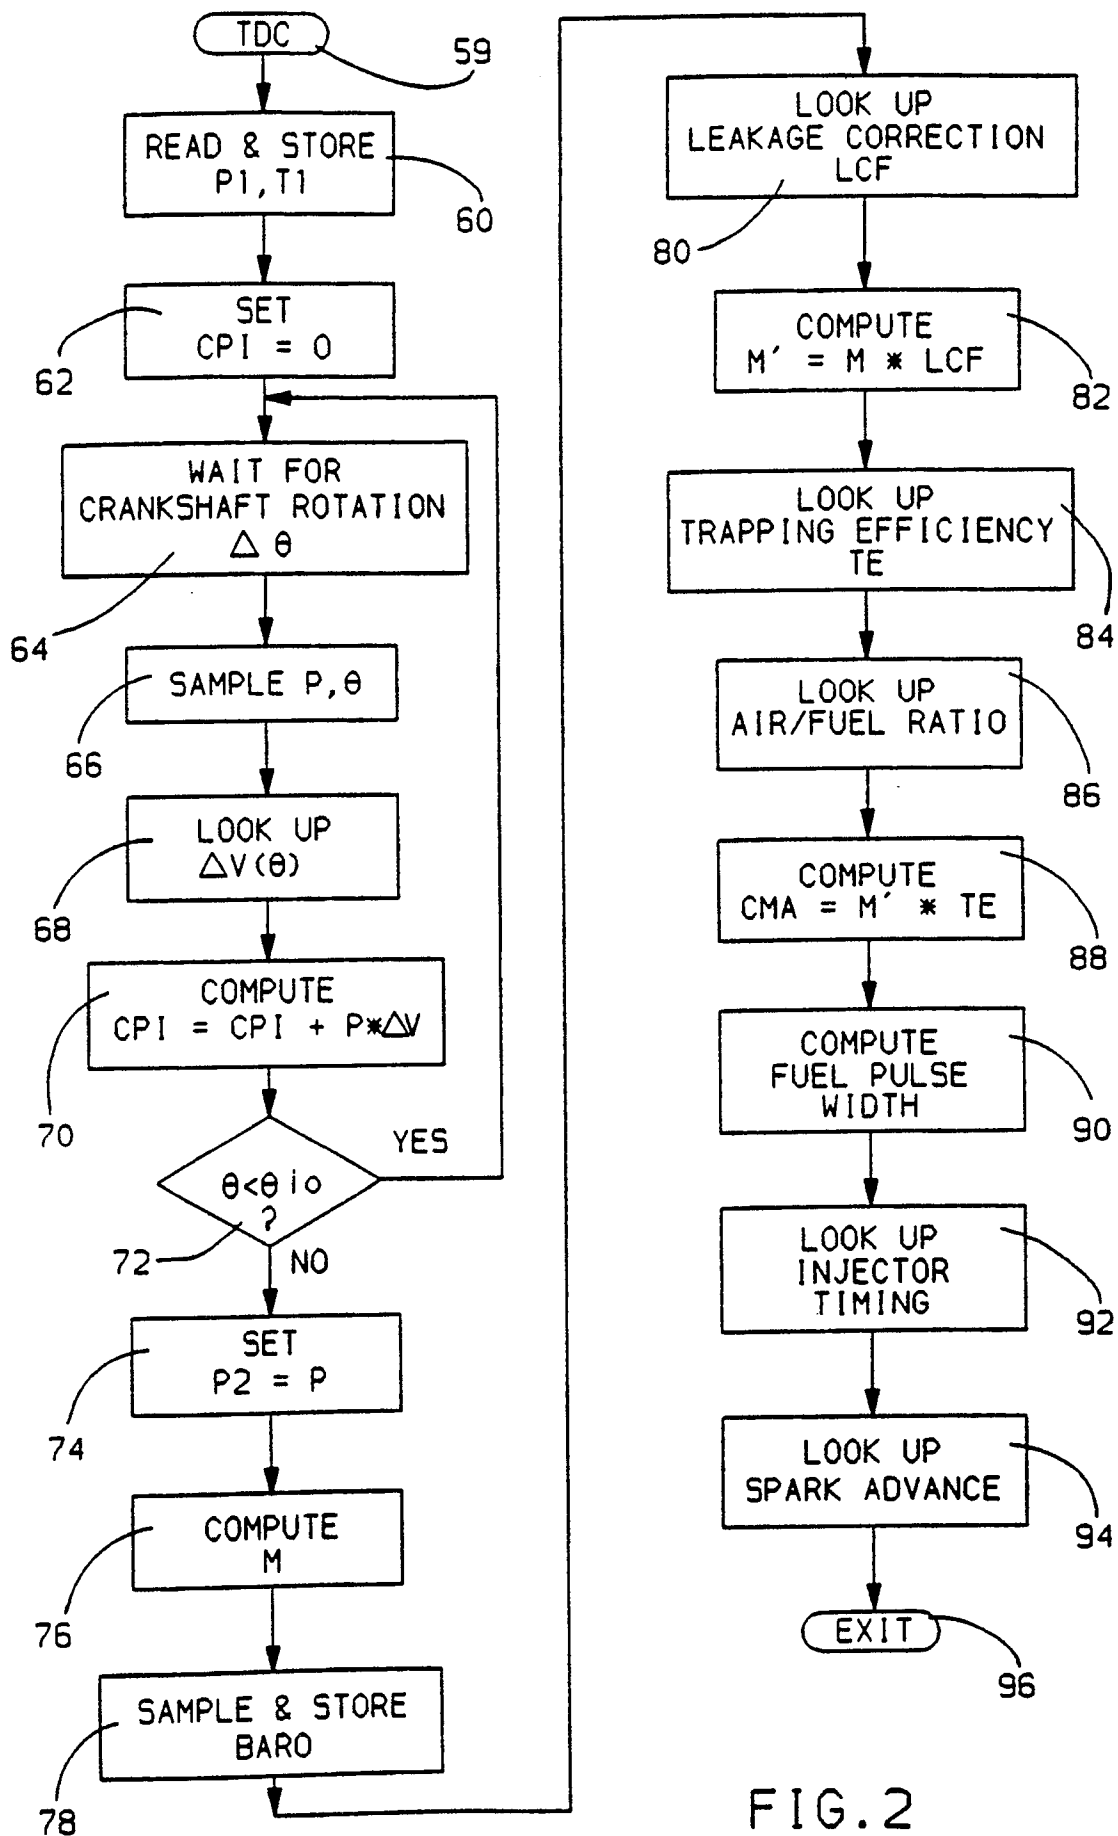 TDC
59
READ & STORE
P1,T1
60
SET
CPI = 0
62
WAIT FOR
CRANKSHAFT ROTATION
△ θ
64
SAMPLE P,θ
66
LOOK UP
△V(θ)
68
COMPUTE
CPI = CPI + P*△V
70
YES
θ<θio
?
72
NO
SET
P2 = P
74
COMPUTE
M
76
SAMPLE & STORE
BARO
78
LOOK UP
LEAKAGE CORRECTION
LCF
80
COMPUTE
M′ = M * LCF
82
LOOK UP
TRAPPING EFFICIENCY
TE
84
LOOK UP
AIR/FUEL RATIO
86
COMPUTE
CMA = M′ * TE
88
COMPUTE
FUEL PULSE
WIDTH
90
LOOK UP
INJECTOR
TIMING
92
LOOK UP
SPARK ADVANCE
94
EXIT
96
FIG.2